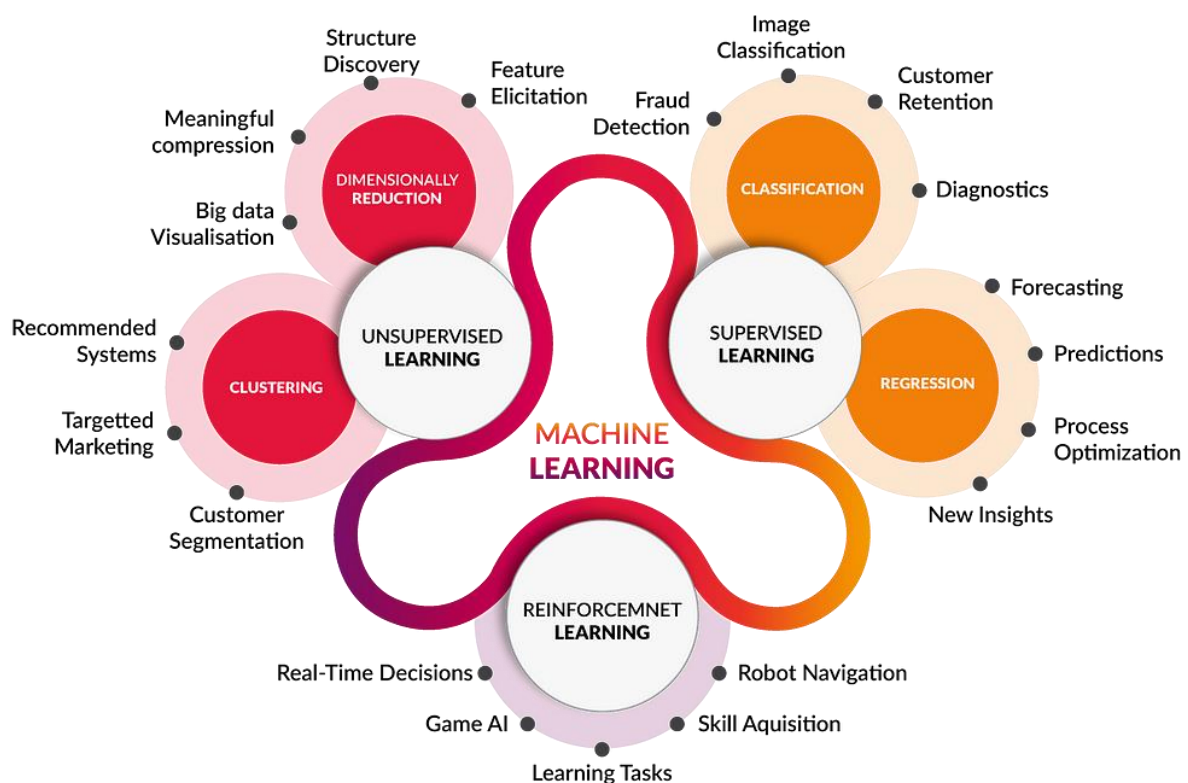 Structure
Discovery
Feature
Elicitation
Meaningful
compression
Big data
Visualisation
DIMENSIONALLY
REDUCTION
UNSUPERVISED
LEARNING
Recommended
Systems
CLUSTERING
Targetted
Marketing
Customer
Segmentation
Image
Classification
Customer
Retention
Fraud
Detection
CLASSIFICATION
Diagnostics
SUPERVISED
LEARNING
Forecasting
Predictions
REGRESSION
Process
Optimization
New Insights
MACHINE
LEARNING
REINFORCEMNET
LEARNING
Real-Time Decisions
Robot Navigation
Game AI
Skill Aquisition
Learning Tasks